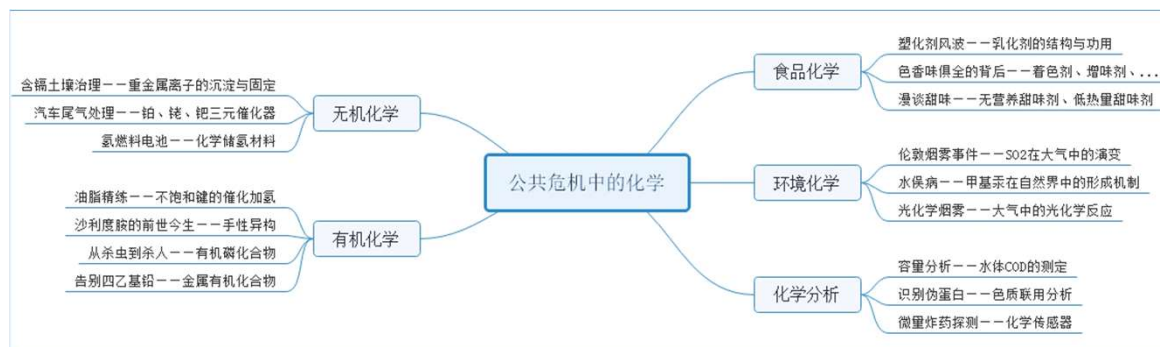 公共危机中的化学
无机化学
含镉土壤治理——重金属离子的沉淀与固定
汽车尾气处理——铂、铑、钯三元催化器
氢燃料电池——化学储氢材料
有机化学
油脂精练——不饱和键的催化加氢
沙利度胺的前世今生——手性异构
从杀虫到杀人——有机磷化合物
告别四乙基铅——金属有机化合物
食品化学
塑化剂风波——乳化剂的结构与功用
色香味俱全的背后——着色剂、增味剂、...
漫谈甜味——无营养甜味剂、低热量甜味剂
环境化学
伦敦烟雾事件——SO2在大气中的演变
水俣病——甲基汞在自然界中的形成机制
光化学烟雾——大气中的光化学反应
化学分析
容量分析——水体COD的测定
识别伪蛋白——色质联用分析
微量炸药探测——化学传感器